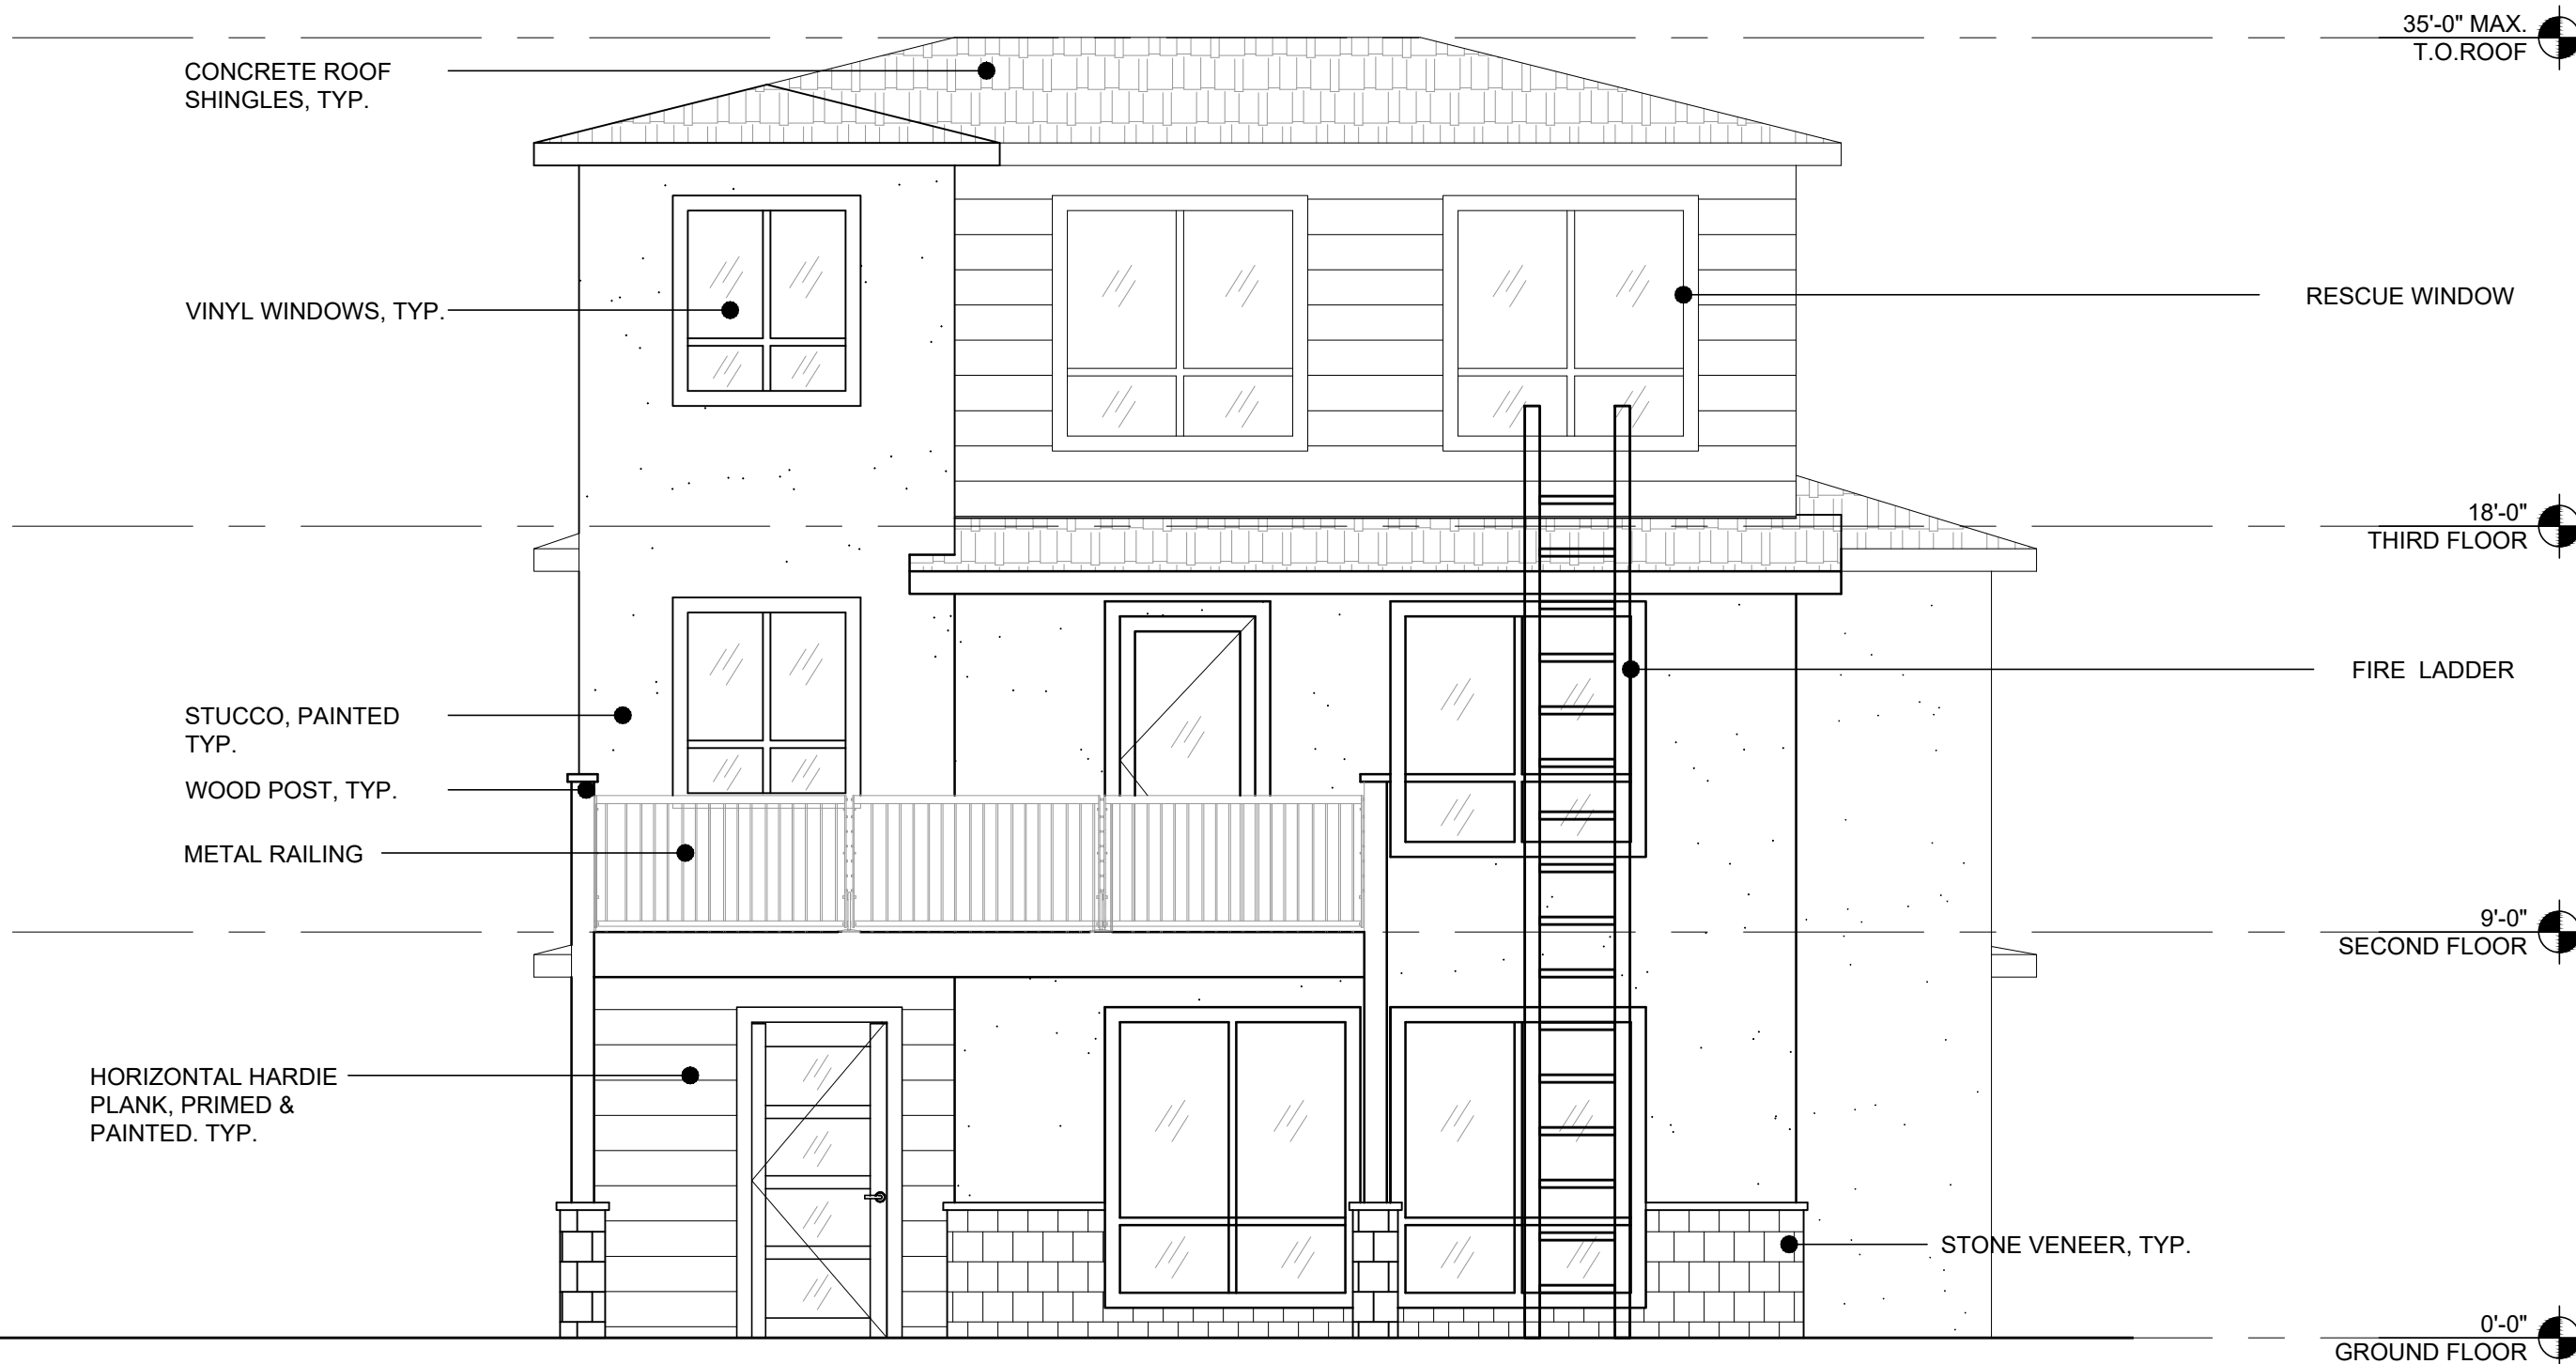 35'-0" MAX.
T.O.ROOF
CONCRETE ROOF
SHINGLES, TYP.
VINYL WINDOWS, TYP.
RESCUE WINDOW
18'-0"
THIRD FLOOR
FIRE  LADDER
STUCCO, PAINTED
TYP.
WOOD POST, TYP.
METAL RAILING
9'-0"
SECOND FLOOR
HORIZONTAL HARDIE
PLANK, PRIMED &
PAINTED. TYP.
STONE VENEER, TYP.
0'-0"
GROUND FLOOR